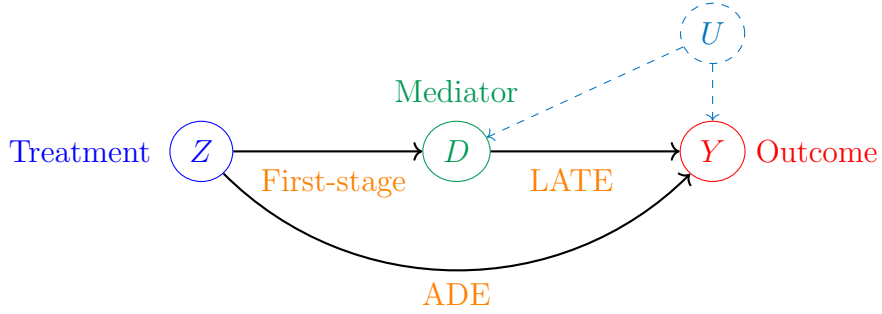 U
Mediator
Treatment Z D Y Outcome
First-stage LATE
ADE